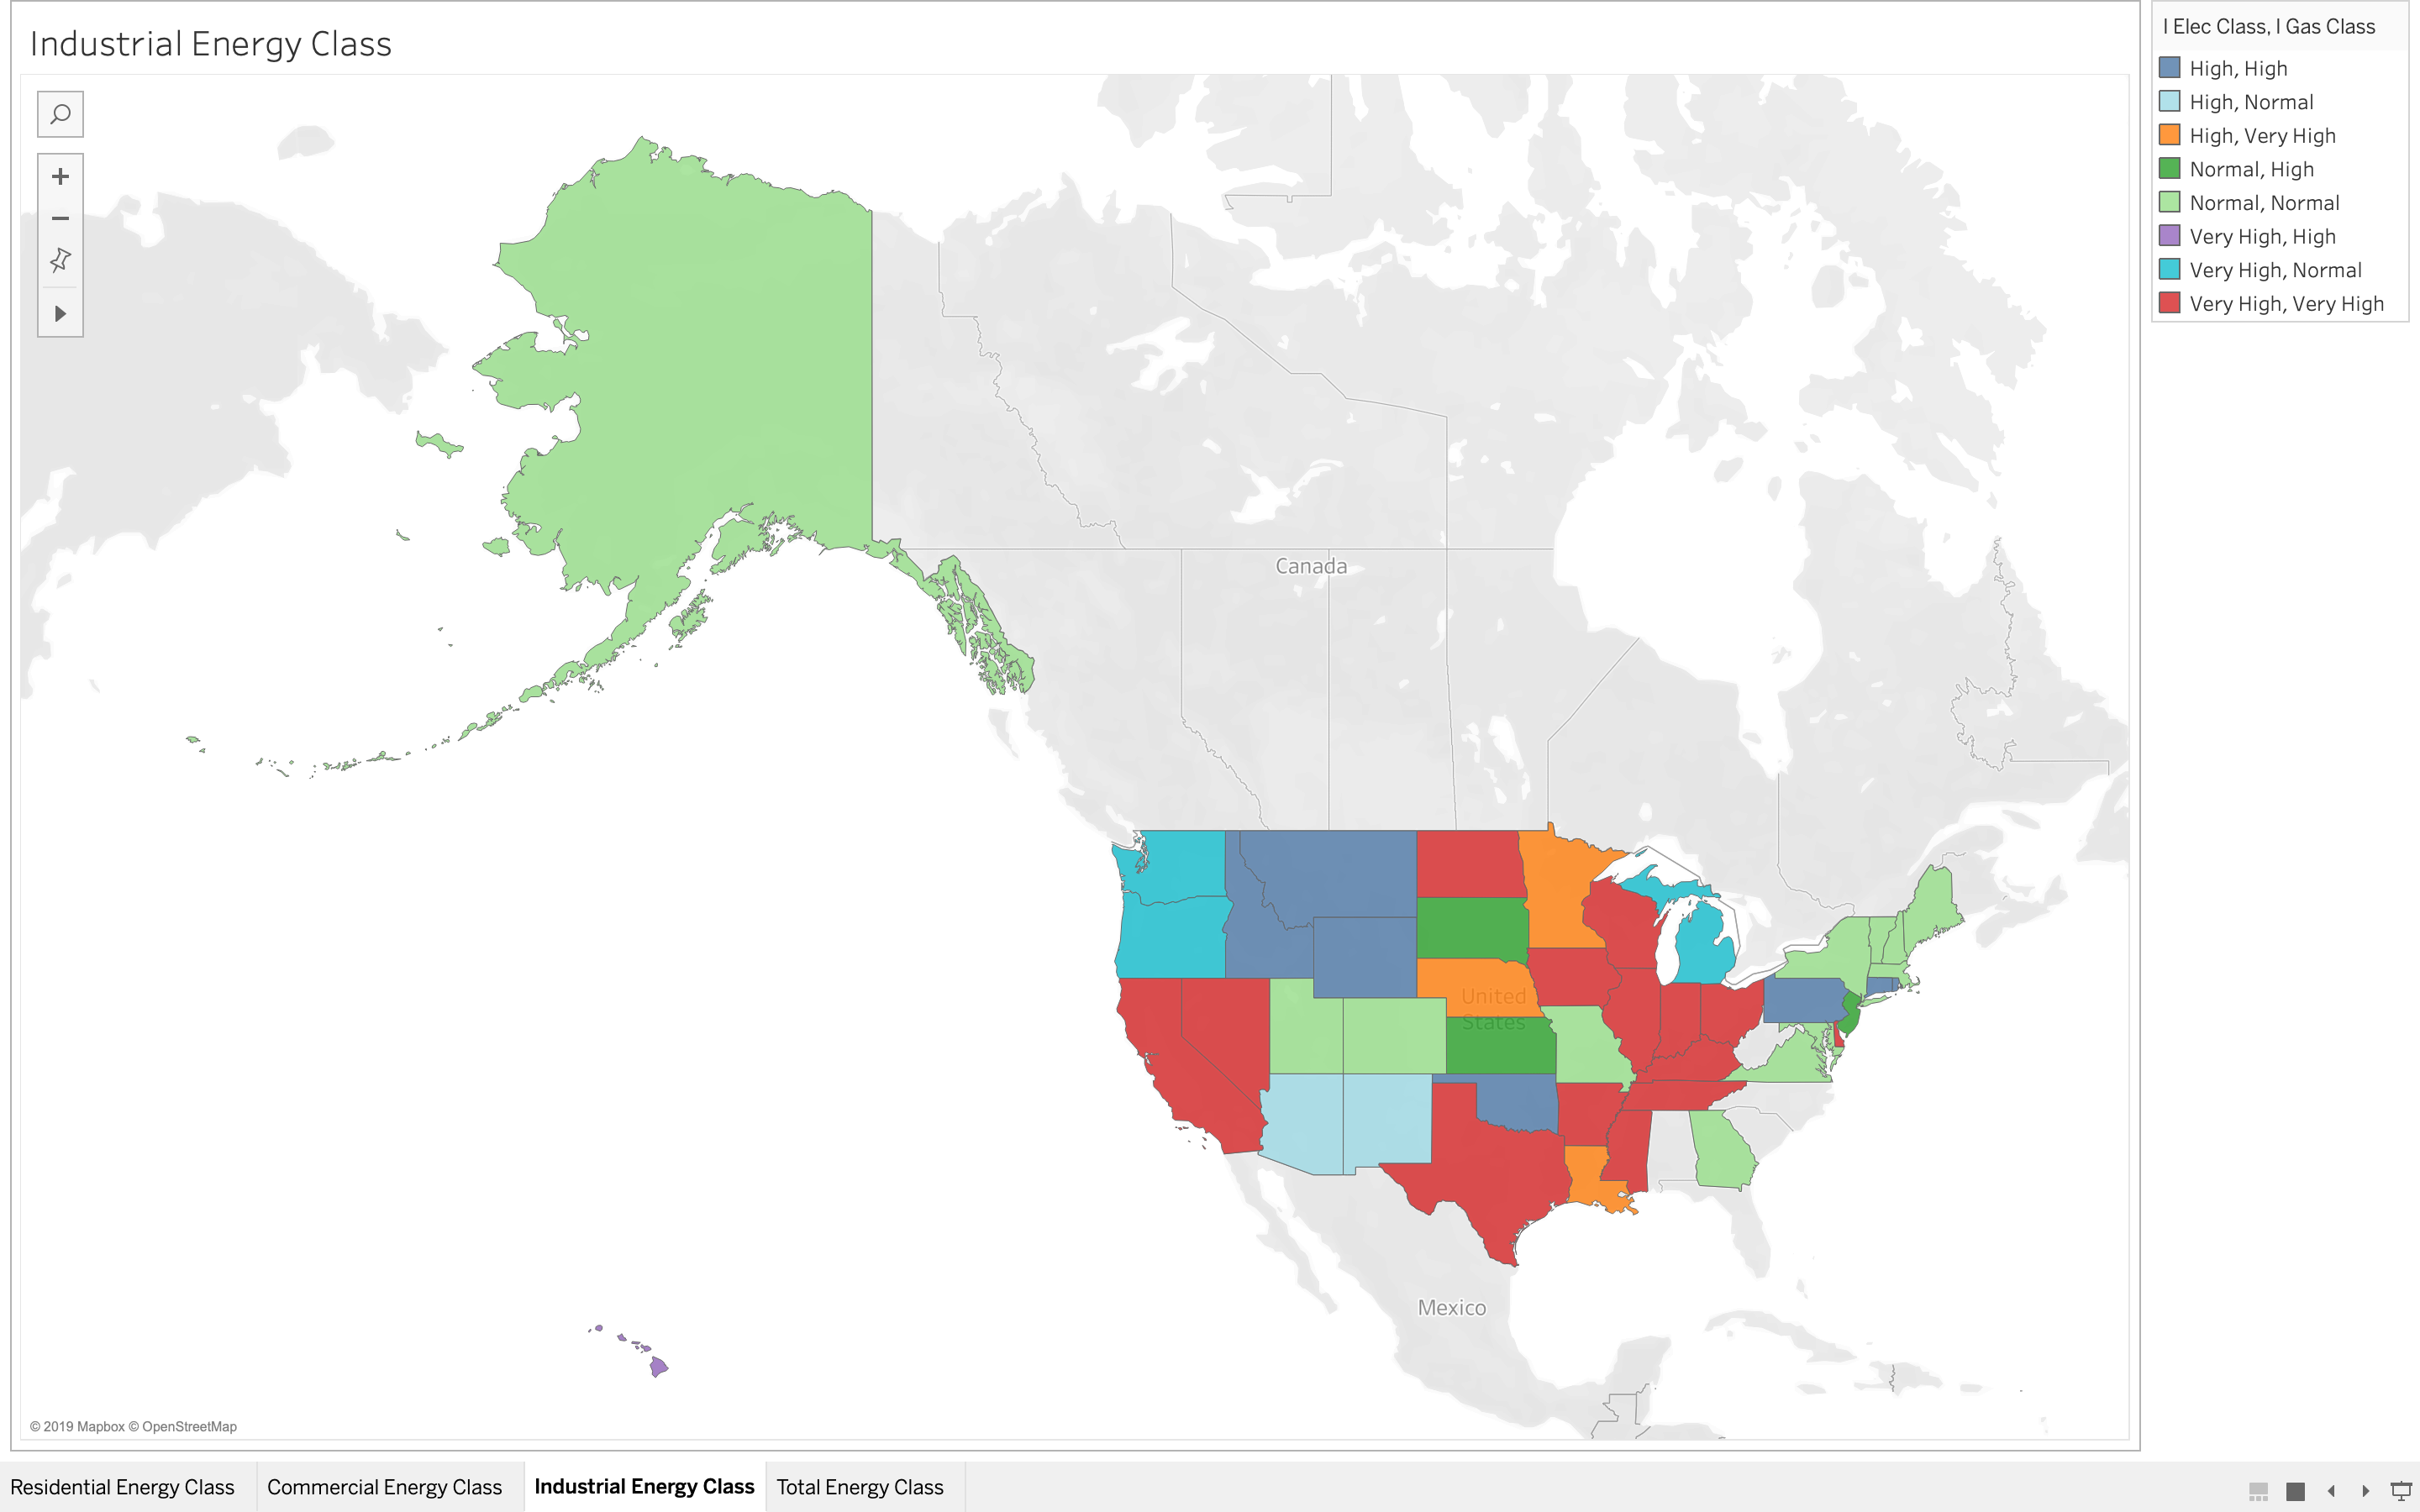 Industrial Energy Class
I Elec Class, I Gas Class
High, High
High, Normal
High, Very High
Normal, High
Normal, Normal
Very High, High
Very High, Normal
Very High, Very High
Canada
United
States
Mexico
© 2019 Mapbox © OpenStreetMap
Residential Energy Class
Commercial Energy Class
Industrial Energy Class
Total Energy Class